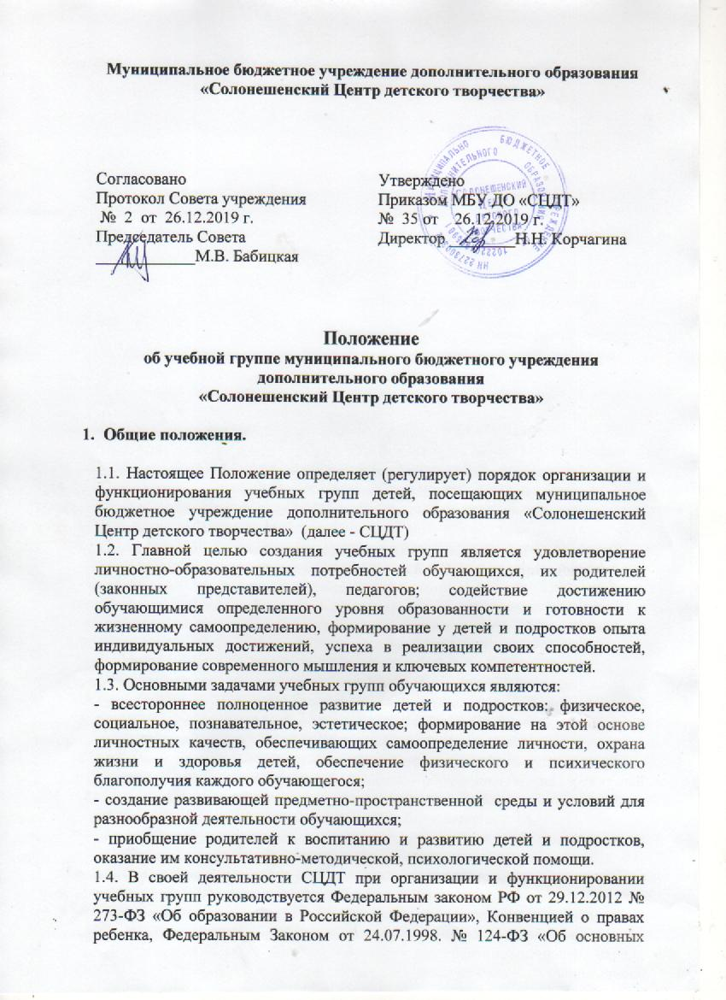 Муниципальное бюджетное учреждение дополнительного образования
«Солонешенский Центр детского творчества»
Согласовано
Протокол Совета учреждения
№ 2 от 26.12.2019 г.
Председатель Совета
____________М.В. Бабицкая
Утверждено
Приказом МБУ ДО «СЦДТ»
№ 35 от 26.12.2019 г.
Директор ________Н.Н. Корчагина
Положение
об учебной группе муниципального бюджетного учреждения
дополнительного образования
«Солонешенский Центр детского творчества»
1. Общие положения.
1.1. Настоящее Положение определяет (регулирует) порядок организации и
функционирования учебных групп детей, посещающих муниципальное
бюджетное учреждение дополнительного образования «Солонешенский
Центр детского творчества» (далее - СЦДТ)
1.2. Главной целью создания учебных групп является удовлетворение
личностно-образовательных потребностей обучающихся, их родителей
(законных представителей), педагогов; содействие достижению
обучающимися определенного уровня образованности и готовности к
жизненному самоопределению, формирование у детей и подростков опыта
индивидуальных достижений, успеха в реализации своих способностей,
формирование современного мышления и ключевых компетентностей.
1.3. Основными задачами учебных групп обучающихся являются:
- всестороннее полноценное развитие детей и подростков: физическое,
социальное, познавательное, эстетическое; формирование на этой основе
личностных качеств, обеспечивающих самоопределение личности, охрана
жизни и здоровья детей, обеспечение физического и психического
благополучия каждого обучающегося;
- создание развивающей предметно-пространственной среды и условий для
разнообразной деятельности обучающихся;
- приобщение родителей к воспитанию и развитию детей и подростков,
оказание им консультативно-методической, психологической помощи.
1.4. В своей деятельности СЦДТ при организации и функционировании
учебных групп руководствуется Федеральным законом РФ от 29.12.2012 №
273-ФЗ «Об образовании в Российской Федерации», Конвенцией о правах
ребенка, Федеральным Законом от 24.07.1998. № 124-ФЗ «Об основных